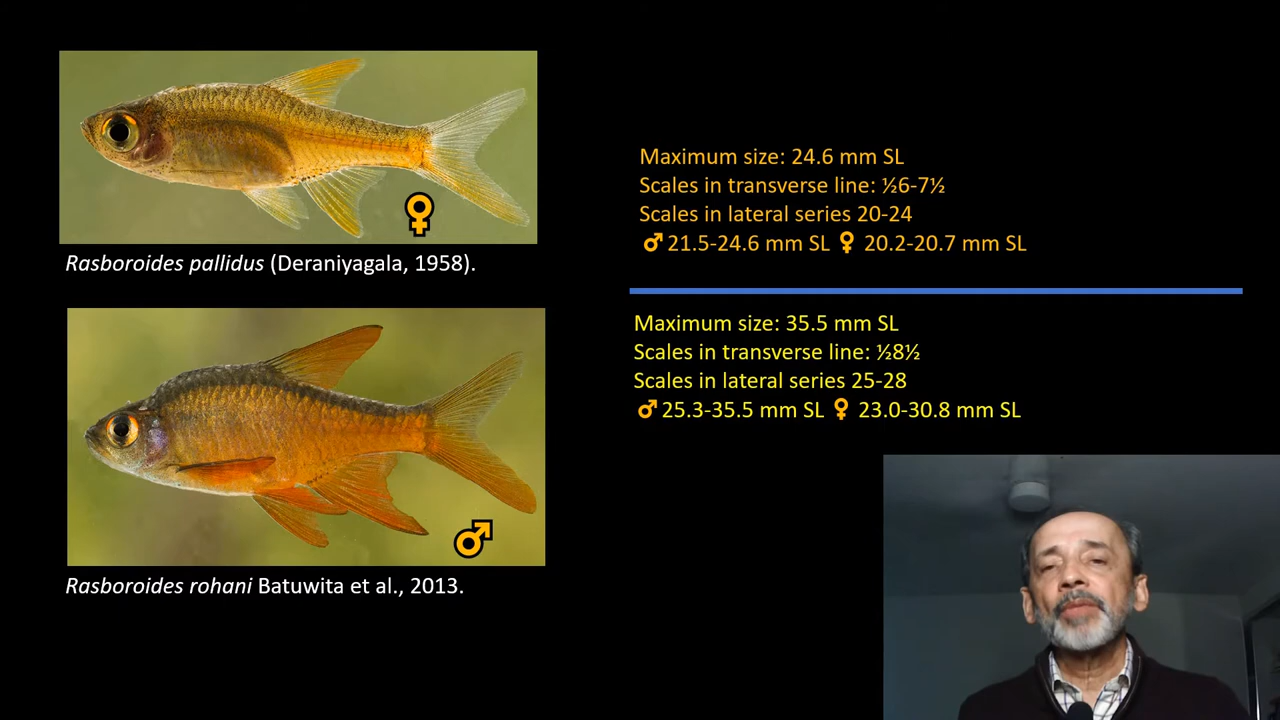 Rasboroides pallidus (Deraniyagala, 1958).
Maximum size: 24.6 mm SL
Scales in transverse line: ½6-7½
Scales in lateral series 20-24
♂ 21.5-24.6 mm SL ♀ 20.2-20.7 mm SL
Maximum size: 35.5 mm SL
Scales in transverse line: ½8½
Scales in lateral series 25-28
♂ 25.3-35.5 mm SL ♀ 23.0-30.8 mm SL
Rasboroides rohani Batuwita et al., 2013.